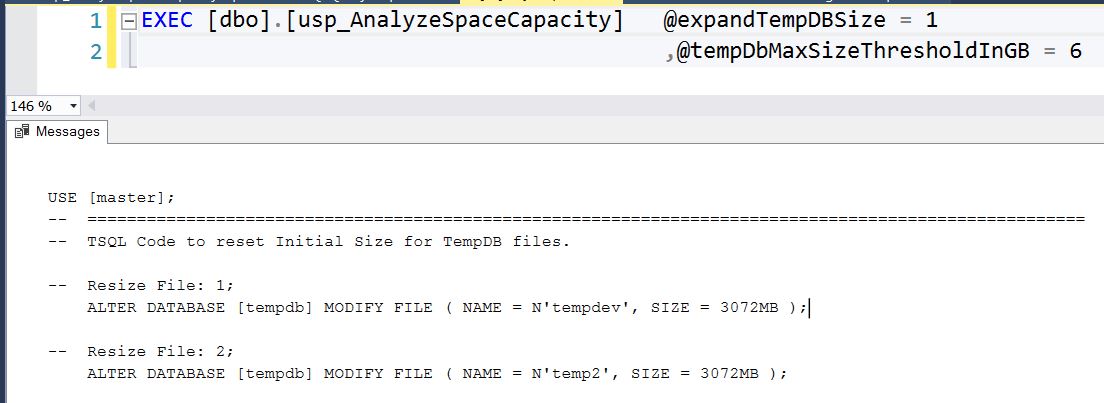 1 EXEC [dbo].[usp_AnalyzeSpaceCapacity] @expandTempDBSize = 1
2 ,@tempDbMaxSizeThresholdInGB = 6
146 %
Messages
USE [master];
-- =====================================================================================================
-- TSQL Code to reset Initial Size for TempDB files.
-- Resize File: 1;
ALTER DATABASE [tempdb] MODIFY FILE ( NAME = N'tempdev', SIZE = 3072MB );
-- Resize File: 2;
ALTER DATABASE [tempdb] MODIFY FILE ( NAME = N'temp2', SIZE = 3072MB );